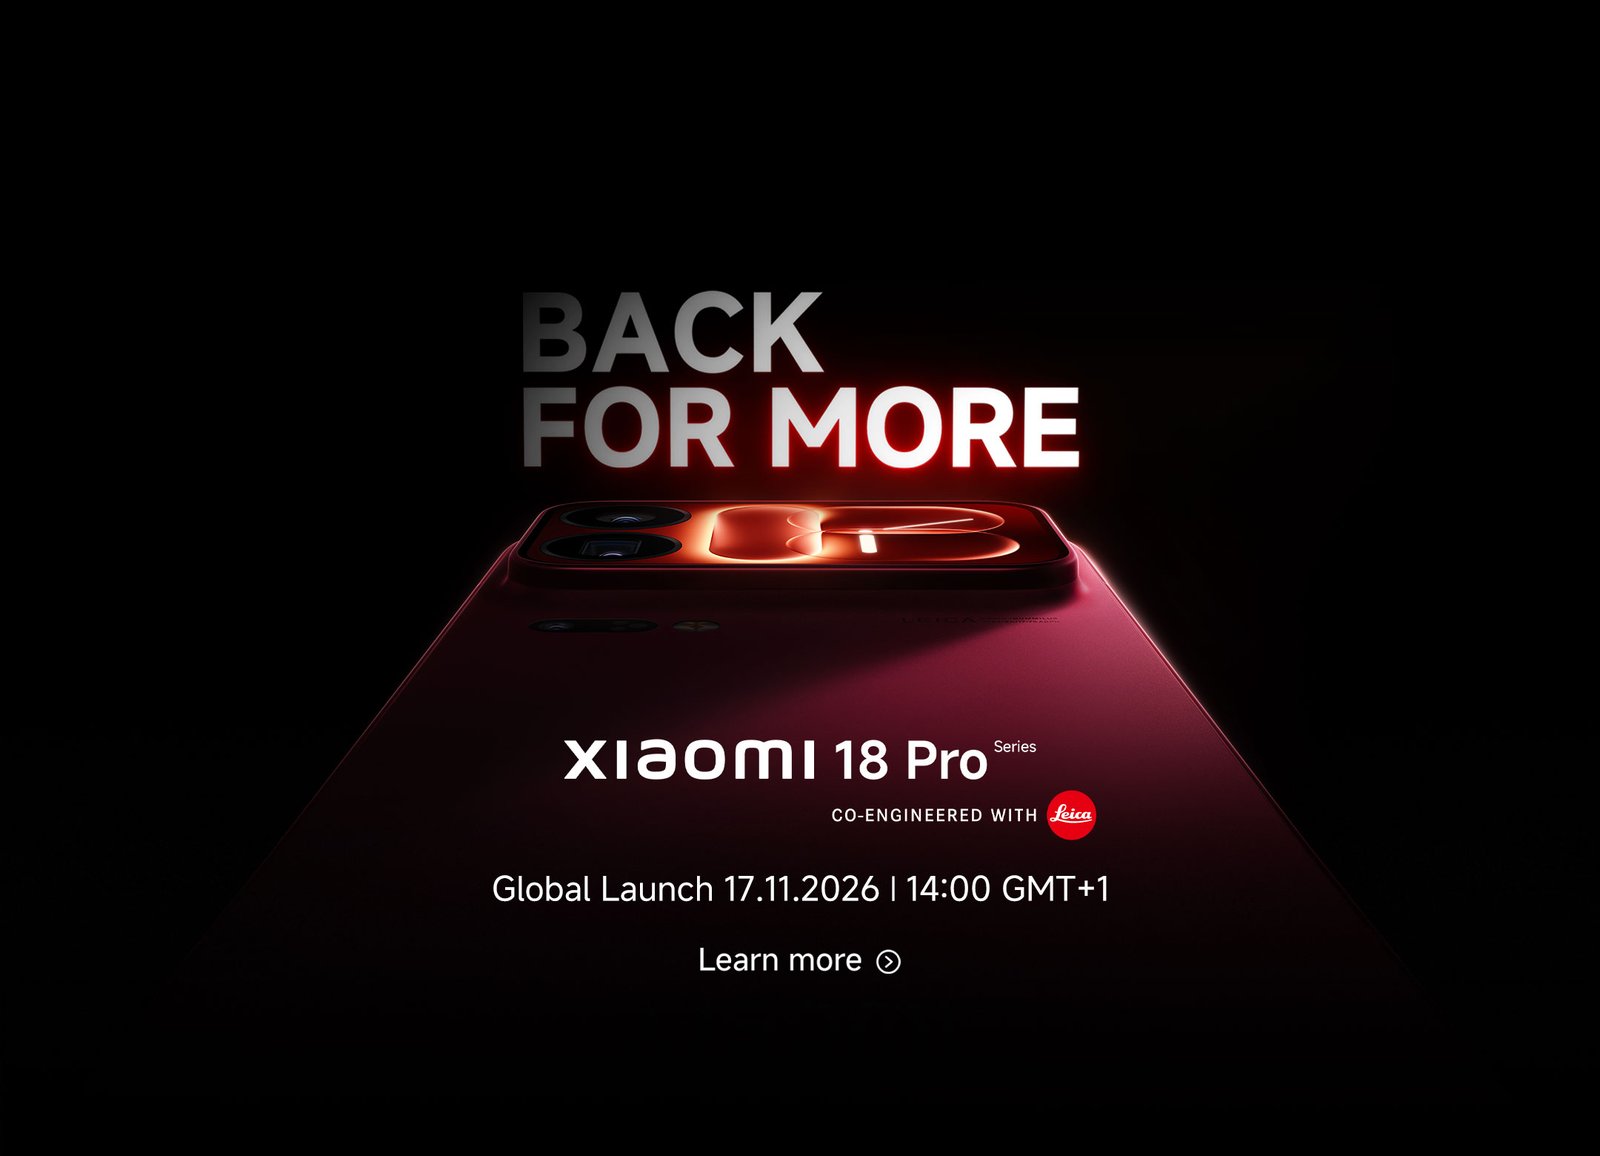 BACK
FOR MORE
LEICA
xiaomi 18 Pro Series
CO-ENGINEERED WITH Leica
Global Launch 17.11.2026 | 14:00 GMT+1
Learn more